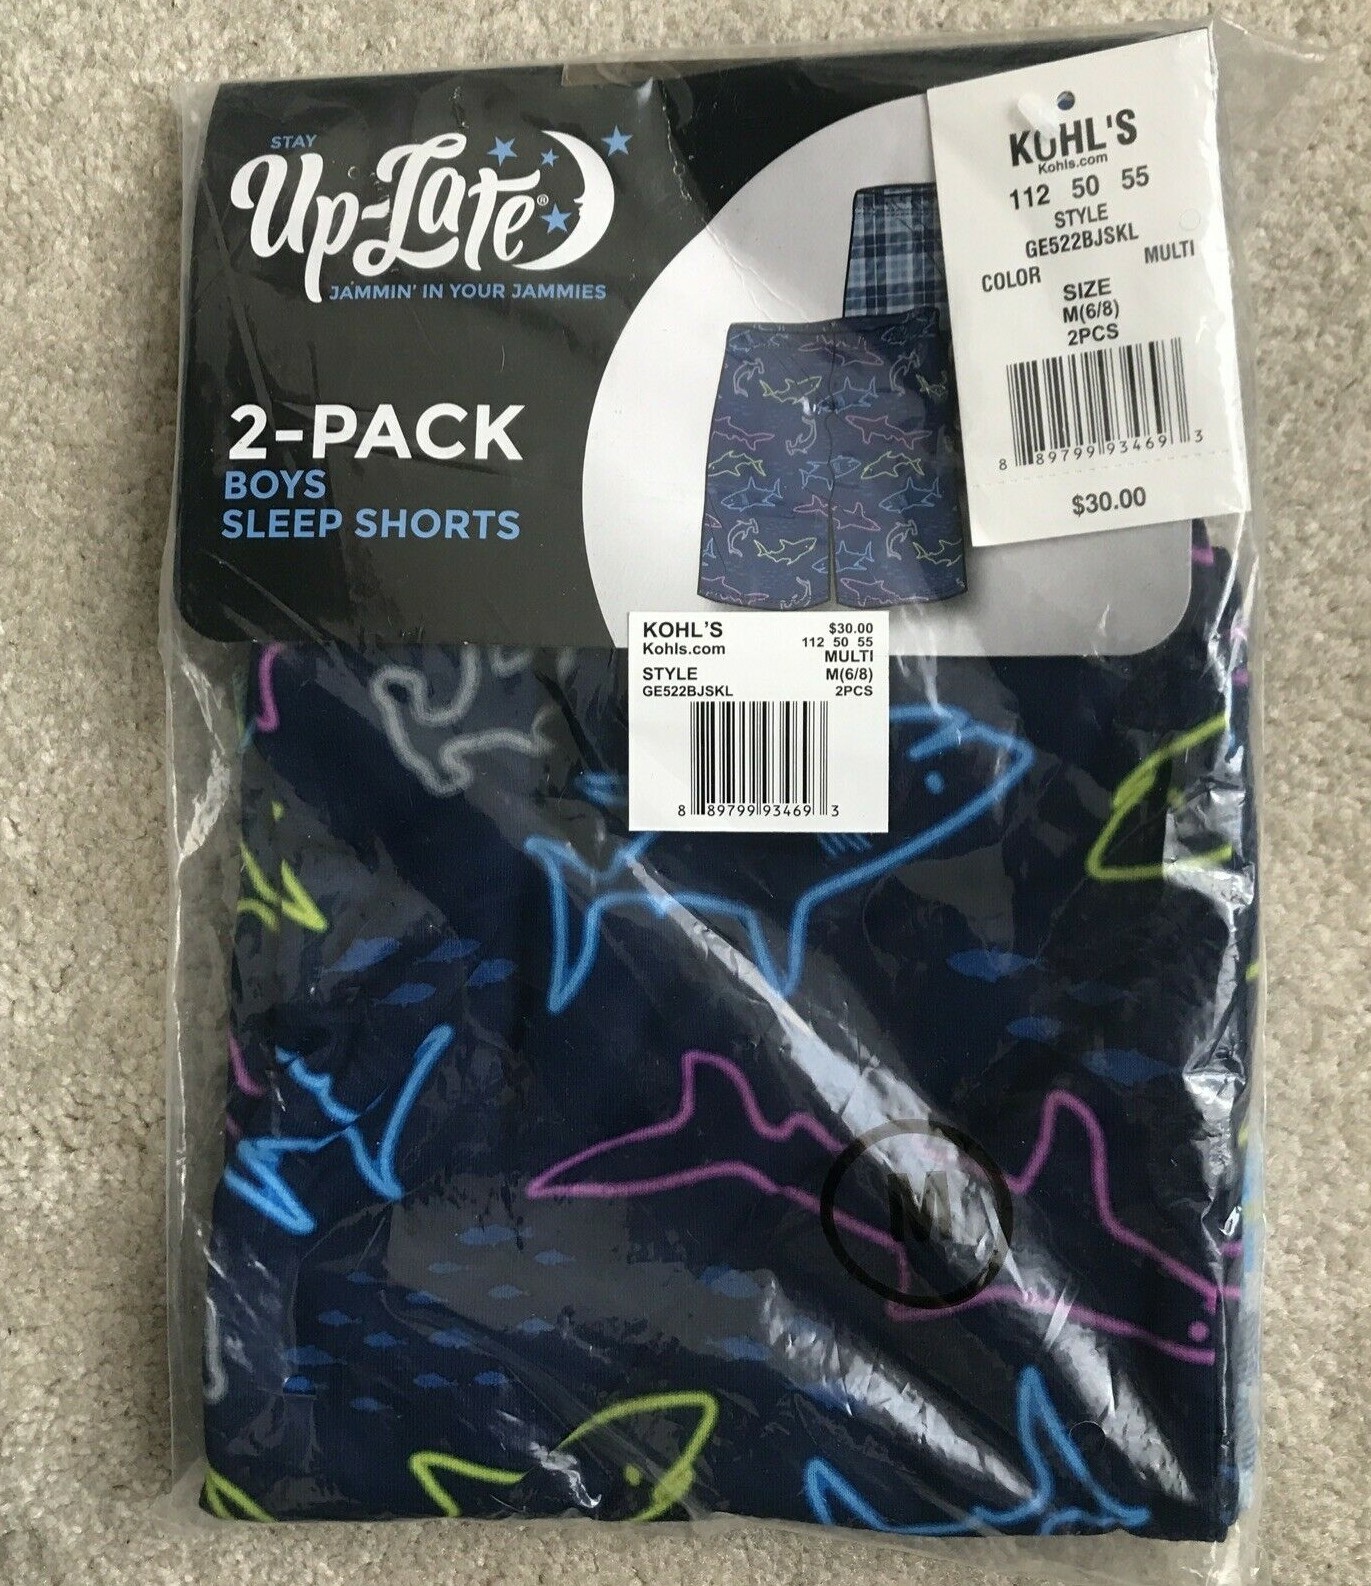 STAY
Up-Late®
JAMMIN' IN YOUR JAMMIES
2-PACK
BOYS
SLEEP SHORTS
KOHL'S
Kohls.com
112 50 55
STYLE
GE522BJSKL
COLOR MULTI
SIZE
M(6/8)
2PCS
8 89799 93469 3
$30.00
KOHL'S $30.00
Kohls.com 112 50 55
MULTI
STYLE M(6/8)
GE522BJSKL 2PCS
8 89799 93469 3
M